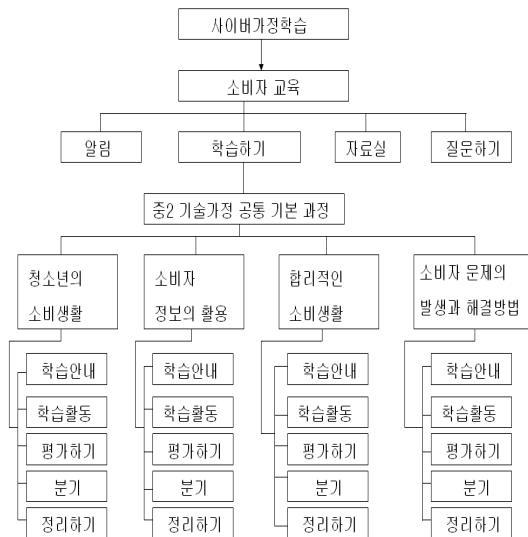 사이버가정학습
소비자 교육
알림
학습하기
자료실
질문하기
중2 기술가정 공통 기본 과정
청소년의
소비생활
소비자
정보의 활용
합리적인
소비생활
소비자 문제의
발생과 해결방법
학습안내
학습활동
평가하기
분기
정리하기
학습안내
학습활동
평가하기
분기
정리하기
학습안내
학습활동
평가하기
분기
정리하기
학습안내
학습활동
평가하기
분기
정리하기